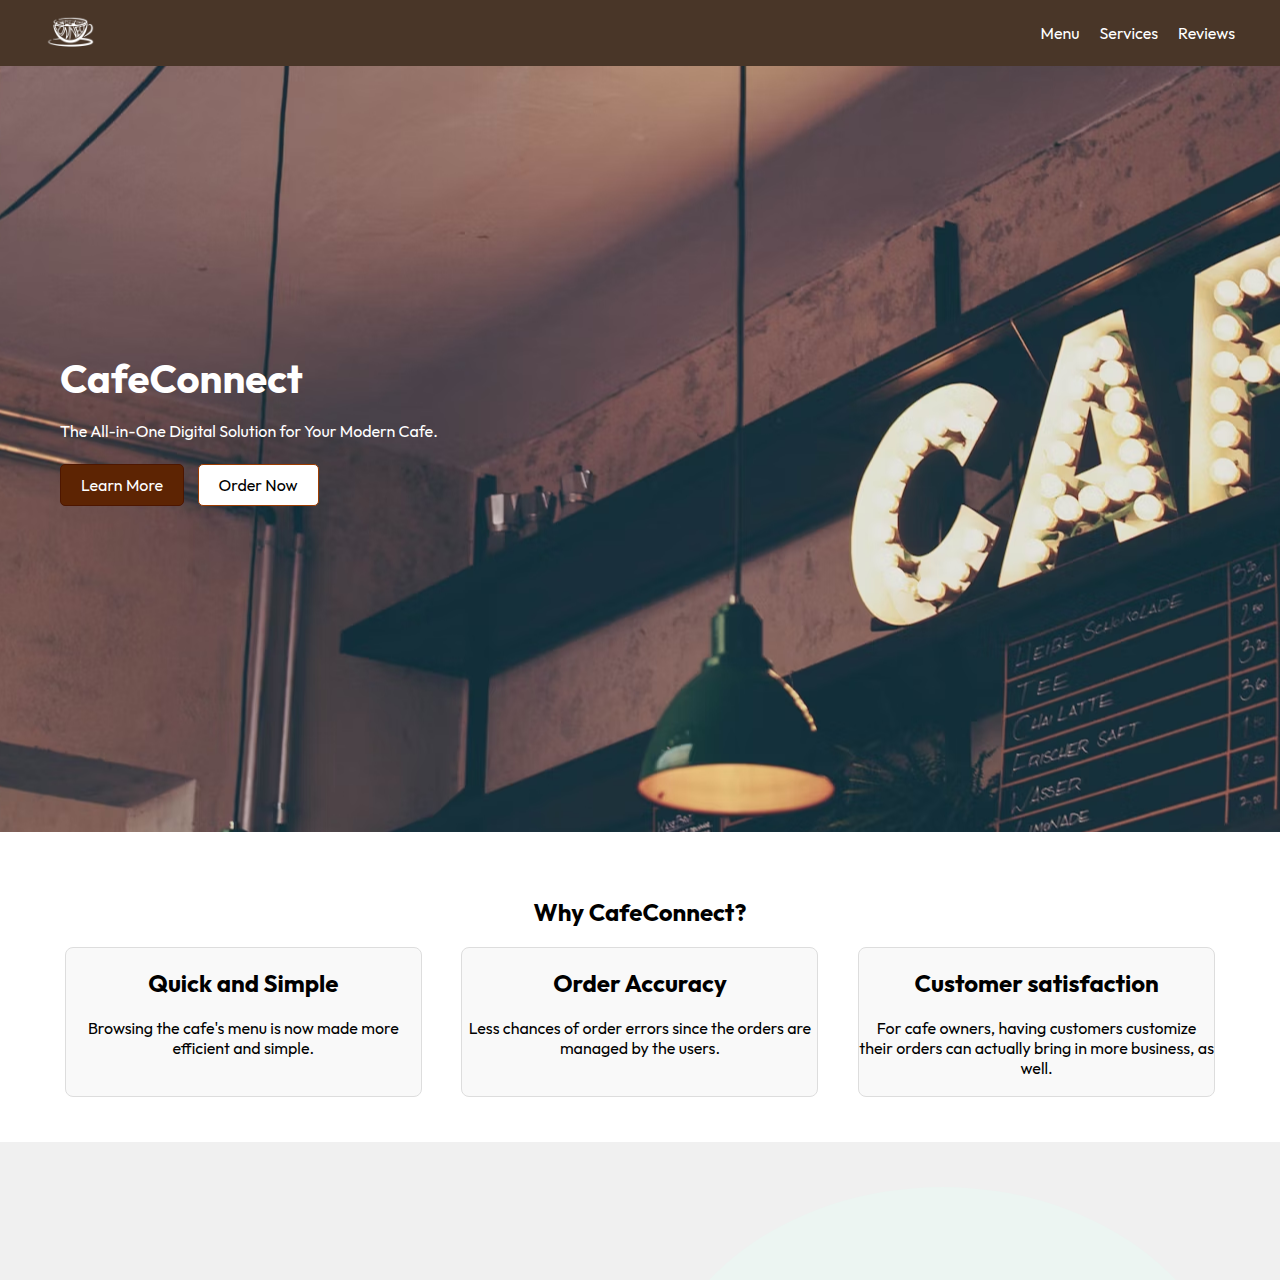 Menu Services Reviews
CAF
CafeConnect
The All-in-One Digital Solution for Your Modern Cafe.
Learn More Order Now
HEIßE SCHOKOLADE
TEE
CHAI LATTE
FRISCHER SAFT
WASSER
LIMONADE
3,20
3,60
Why CafeConnect?
Quick and Simple
Browsing the cafe's menu is now made more
efficient and simple.
Order Accuracy
Less chances of order errors since the orders are
managed by the users.
Customer satisfaction
For cafe owners, having customers customize
their orders can actually bring in more business, as
well.